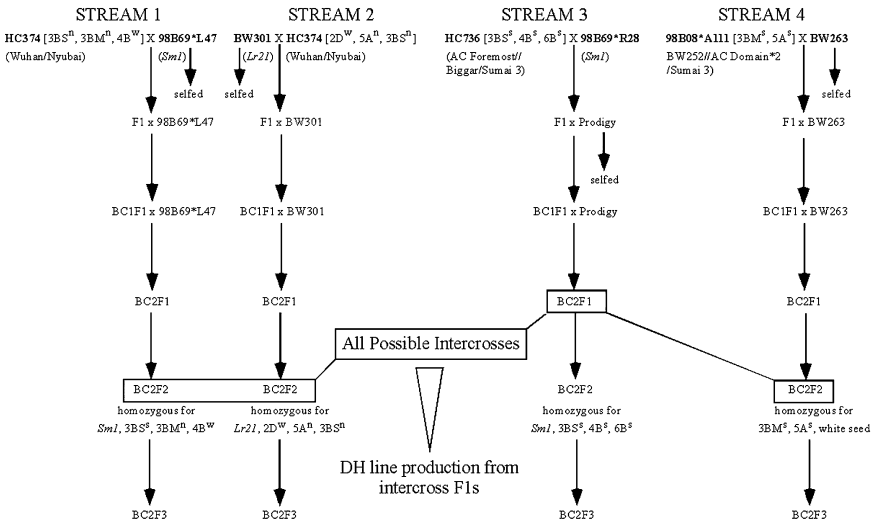 STREAM 1 STREAM 2 STREAM 3 STREAM 4
HC374 [3BSⁿ, 3BMⁿ, 4Bʷ] X 98B69*L47 BW301 X HC374 [2Dʷ, 5Aⁿ, 3BSⁿ] HC736 [3BSˢ, 4Bˢ, 6Bˢ] X 98B69*R28 98B08*A111 [3BMˢ, 5Aˢ] X BW263
(Wuhan/Nyubai) (Sm1) (Lr21) (Wuhan/Nyubai) (AC Foremost// (Sm1) BW252//AC Domain*2
Biggar/Sumai 3) /Sumai 3)
selfed selfed selfed
F1 x 98B69*L47 F1 x BW301 F1 x Prodigy F1 x BW263
selfed
BC1F1 x 98B69*L47 BC1F1 x BW301 BC1F1 x Prodigy BC1F1 x BW263
BC2F1 BC2F1 BC2F1 BC2F1
All Possible Intercrosses
BC2F2 BC2F2 BC2F2 BC2F2
homozygous for homozygous for homozygous for homozygous for
Sm1, 3BSˢ, 3BMⁿ, 4Bʷ Lr21, 2Dʷ, 5Aⁿ, 3BSⁿ Sm1, 3BSˢ, 4Bˢ, 6Bˢ 3BMˢ, 5Aˢ, white seed
DH line production from
intercross F1s
BC2F3 BC2F3 BC2F3 BC2F3